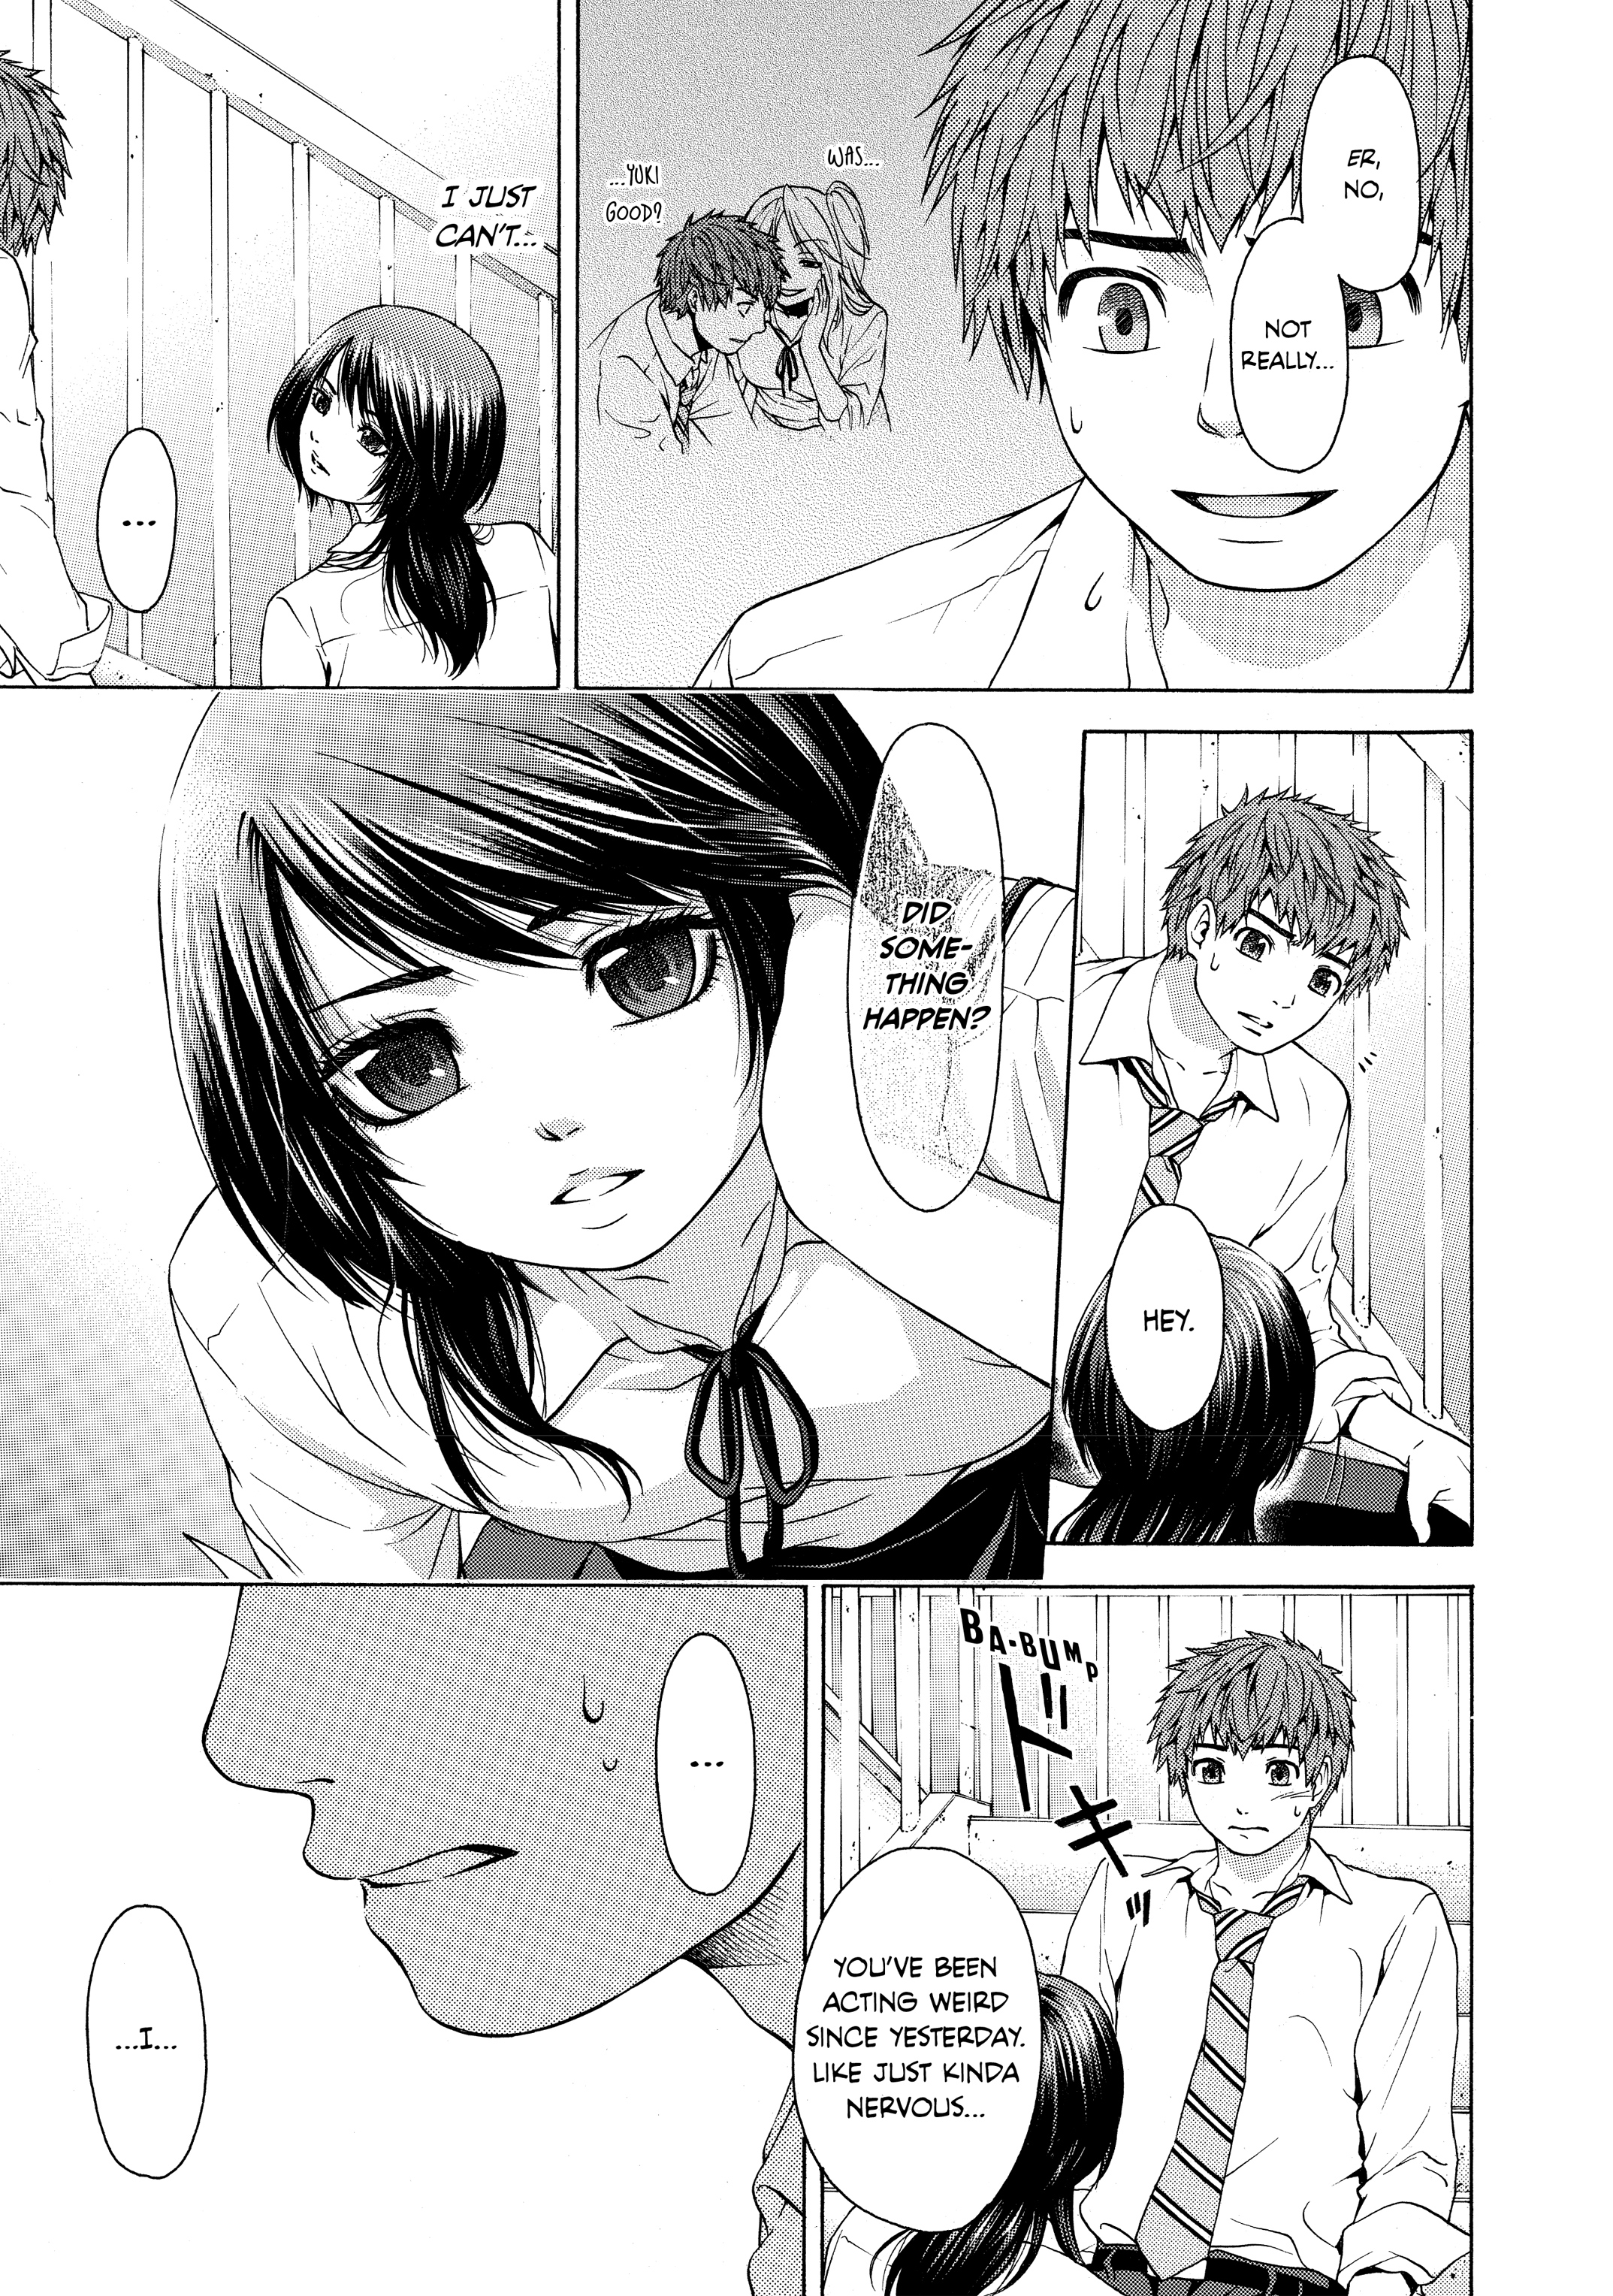 ER,
NO,
NOT
REALLY...
WAS...
...YUKI
GOOD?
I JUST
CAN'T...
...
HEY.
DID
SOME-
THING
HAPPEN?
BA-BUMP
ドキッ
YOU'VE BEEN
ACTING WEIRD
SINCE YESTERDAY.
LIKE JUST KINDA
NERVOUS...
...
...I...